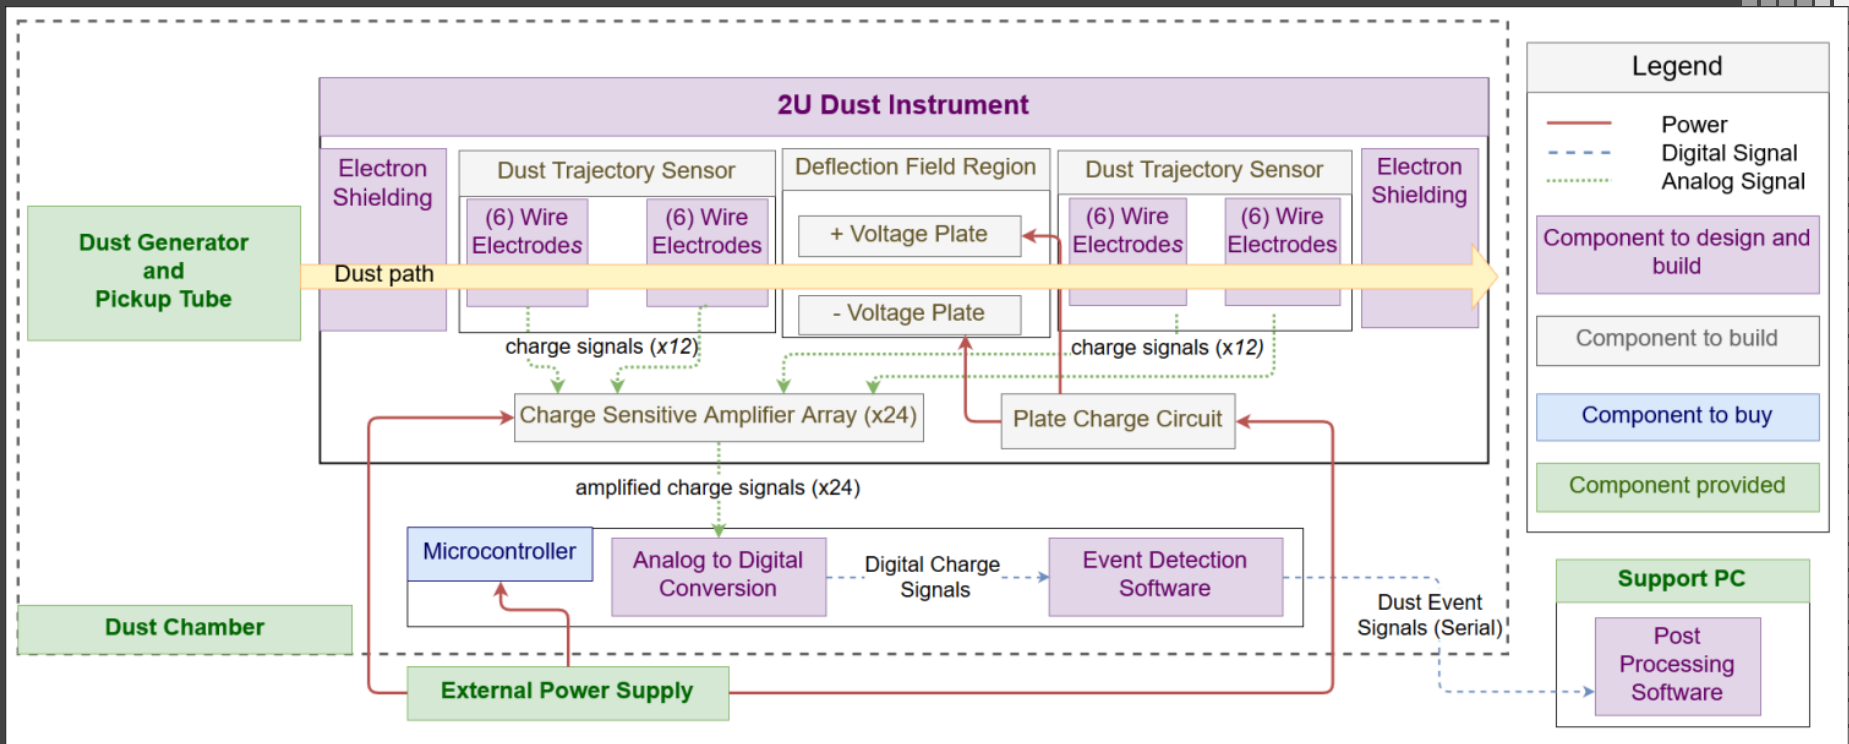 2U Dust Instrument
Electron
Shielding
Dust Trajectory Sensor
(6) Wire
Electrodes
(6) Wire
Electrodes
Deflection Field Region
+ Voltage Plate
- Voltage Plate
Dust Trajectory Sensor
(6) Wire
Electrodes
(6) Wire
Electrodes
Electron
Shielding
Dust Generator
and
Pickup Tube
Dust path
charge signals (x12)
charge signals (x12)
Charge Sensitive Amplifier Array (x24)
Plate Charge Circuit
amplified charge signals (x24)
Microcontroller
Analog to Digital
Conversion
Digital Charge
Signals
Event Detection
Software
Dust Event
Signals (Serial)
Dust Chamber
External Power Supply
Legend
Power
Digital Signal
Analog Signal
Component to design and
build
Component to build
Component to buy
Component provided
Support PC
Post
Processing
Software